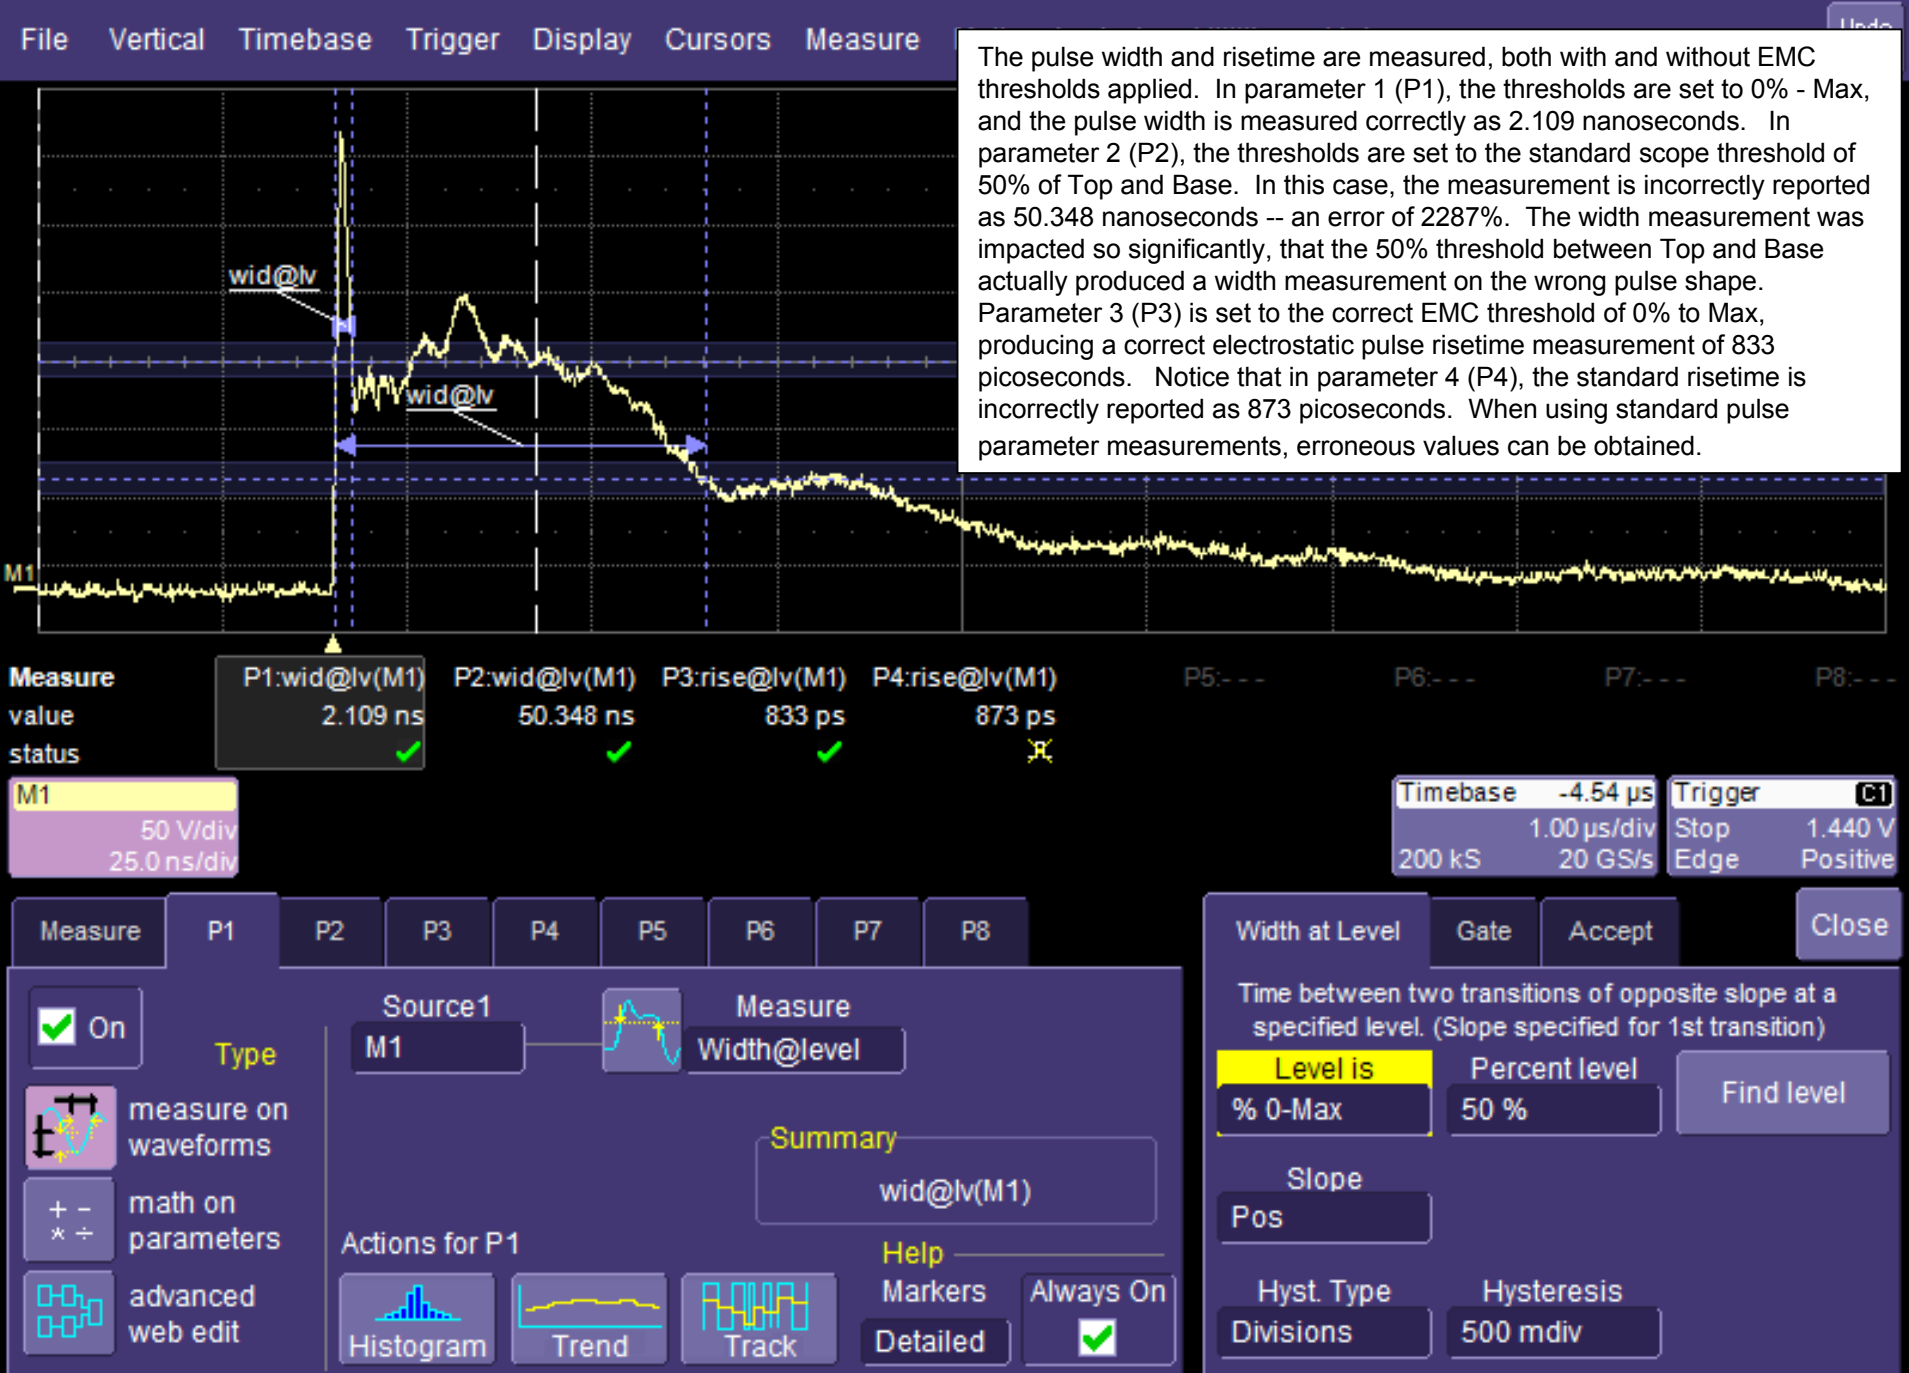 File Vertical Timebase Trigger Display Cursors Measure
The pulse width and risetime are measured, both with and without EMC
thresholds applied. In parameter 1 (P1), the thresholds are set to 0% - Max,
and the pulse width is measured correctly as 2.109 nanoseconds. In
parameter 2 (P2), the thresholds are set to the standard scope threshold of
50% of Top and Base. In this case, the measurement is incorrectly reported
as 50.348 nanoseconds -- an error of 2287%. The width measurement was
impacted so significantly, that the 50% threshold between Top and Base
actually produced a width measurement on the wrong pulse shape.
Parameter 3 (P3) is set to the correct EMC threshold of 0% to Max,
producing a correct electrostatic pulse risetime measurement of 833
picoseconds. Notice that in parameter 4 (P4), the standard risetime is
incorrectly reported as 873 picoseconds. When using standard pulse
parameter measurements, erroneous values can be obtained.
wid@lv
wid@lv
M1
Measure P1:wid@lv(M1) P2:wid@lv(M1) P3:rise@lv(M1) P4:rise@lv(M1) P5:- - - P6:- - - P7:- - - P8:- - -
value 2.109 ns 50.348 ns 833 ps 873 ps
status
M1
50 V/div
25.0 ns/div
Timebase -4.54 µs
1.00 µs/div
200 kS 20 GS/s
Trigger C1
Stop 1.440 V
Edge Positive
Measure P1 P2 P3 P4 P5 P6 P7 P8
On
Type
measure on
waveforms
math on
parameters
advanced
web edit
Source1
M1
Measure
Width@level
Summary
wid@lv(M1)
Actions for P1
Histogram Trend Track
Help
Markers
Detailed
Always On
Width at Level Gate Accept Close
Time between two transitions of opposite slope at a
specified level. (Slope specified for 1st transition)
Level is
% 0-Max
Percent level
50 %
Find level
Slope
Pos
Hyst. Type
Divisions
Hysteresis
500 mdiv